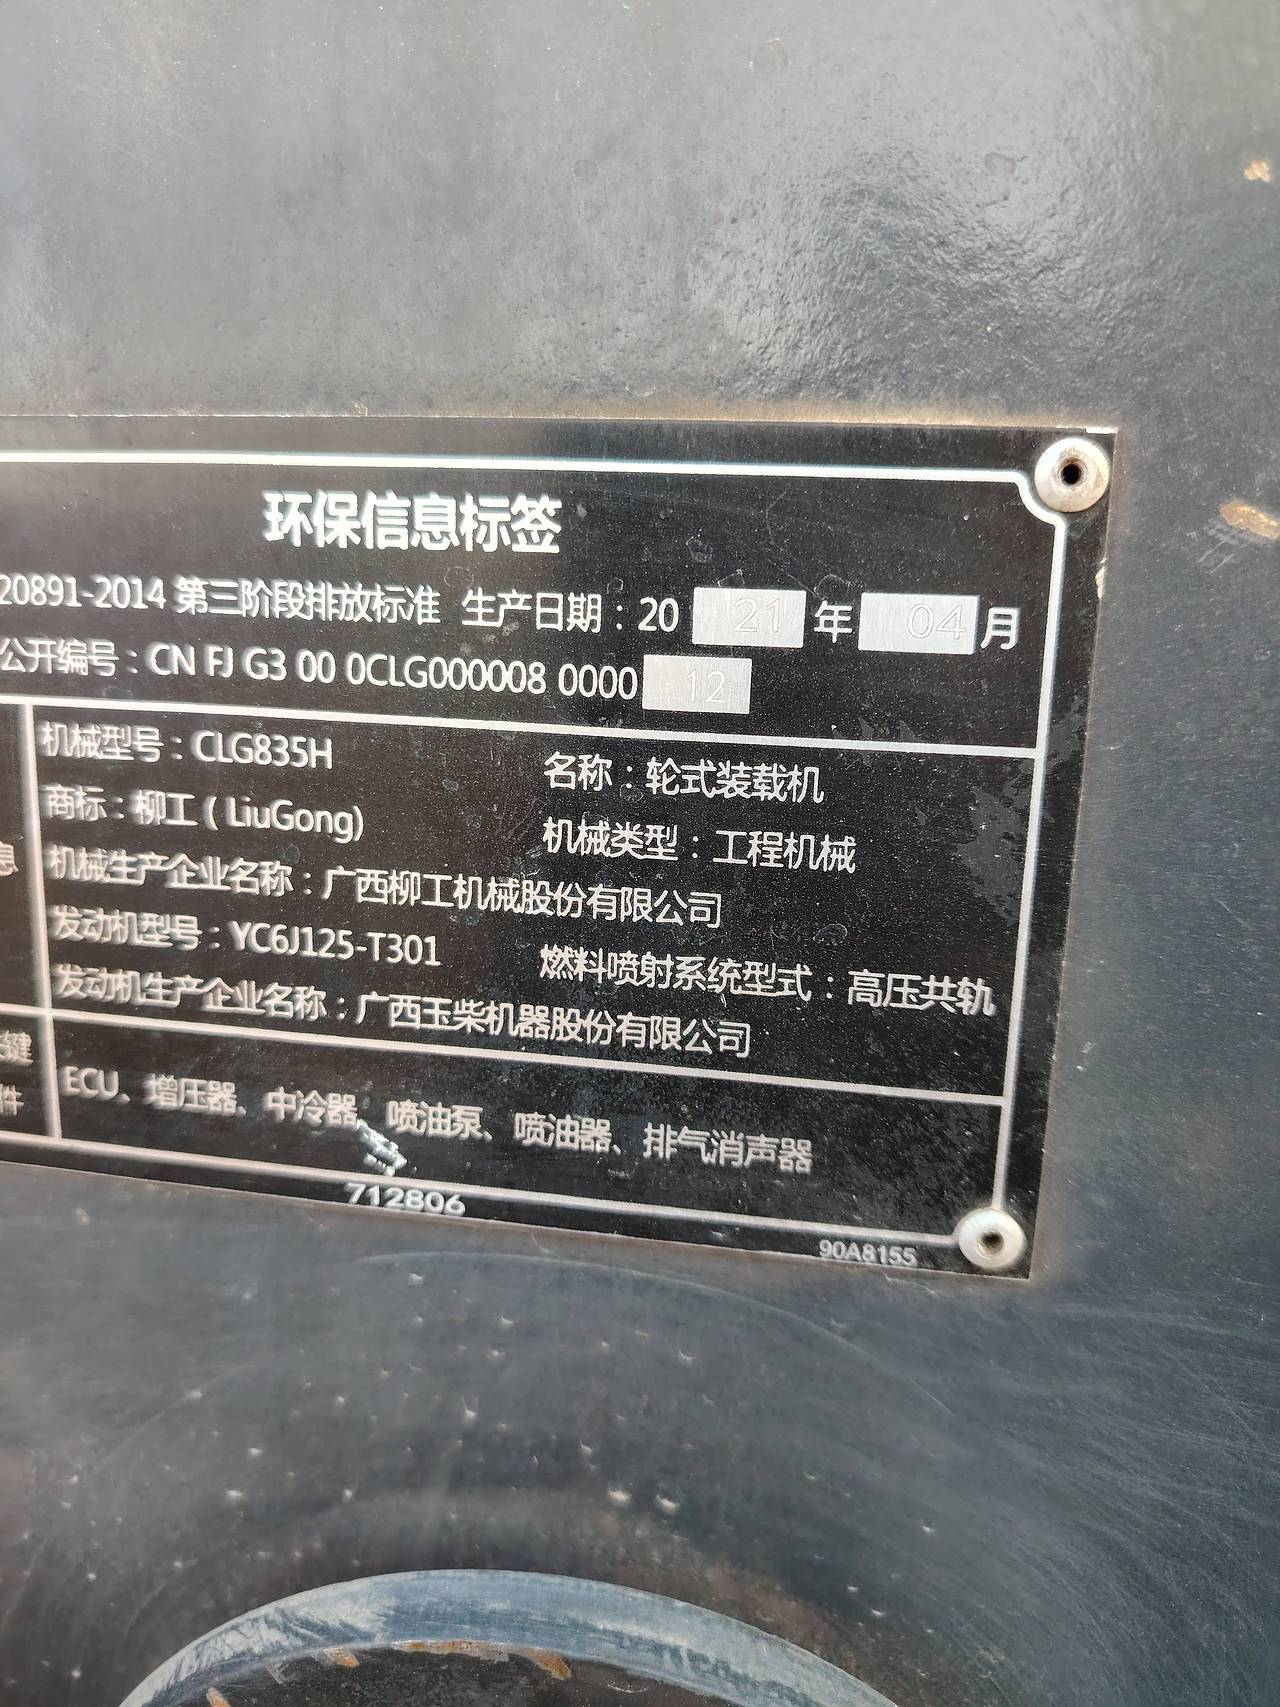 环保信息标签
20891-2014 第三阶段排放标准 生产日期：20 21 年 04 月
公开编号：CN FJ G3 00 0CLG000008 0000 12
机械型号：CLG835H 名称：轮式装载机
商标：柳工（LiuGong) 机械类型：工程机械
息
机械生产企业名称：广西柳工机械股份有限公司
发动机型号：YC6J125-T301 燃料喷射系统型式：高压共轨
发动机生产企业名称：广西玉柴机器股份有限公司
键
件
ECU、增压器、中冷器、喷油泵、喷油器、排气消声器
712806
90A8155